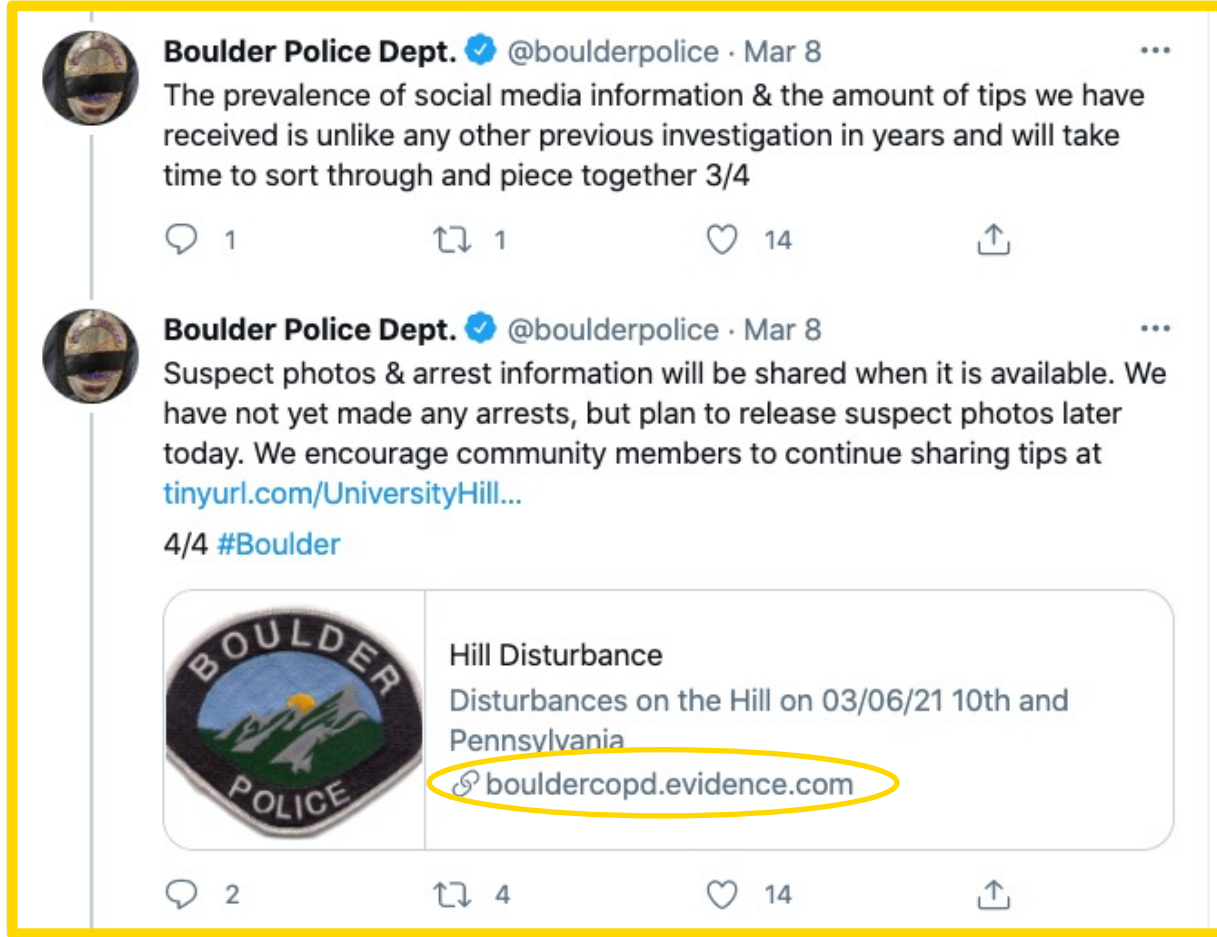 Boulder Police Dept. @boulderpolice · Mar 8
The prevalence of social media information & the amount of tips we have
received is unlike any other previous investigation in years and will take
time to sort through and piece together 3/4
1 1 14
Boulder Police Dept. @boulderpolice · Mar 8
Suspect photos & arrest information will be shared when it is available. We
have not yet made any arrests, but plan to release suspect photos later
today. We encourage community members to continue sharing tips at
tinyurl.com/UniversityHill...
4/4 #Boulder
BOULDER
POLICE
Hill Disturbance
Disturbances on the Hill on 03/06/21 10th and
Pennsylvania
bouldercopd.evidence.com
2 4 14